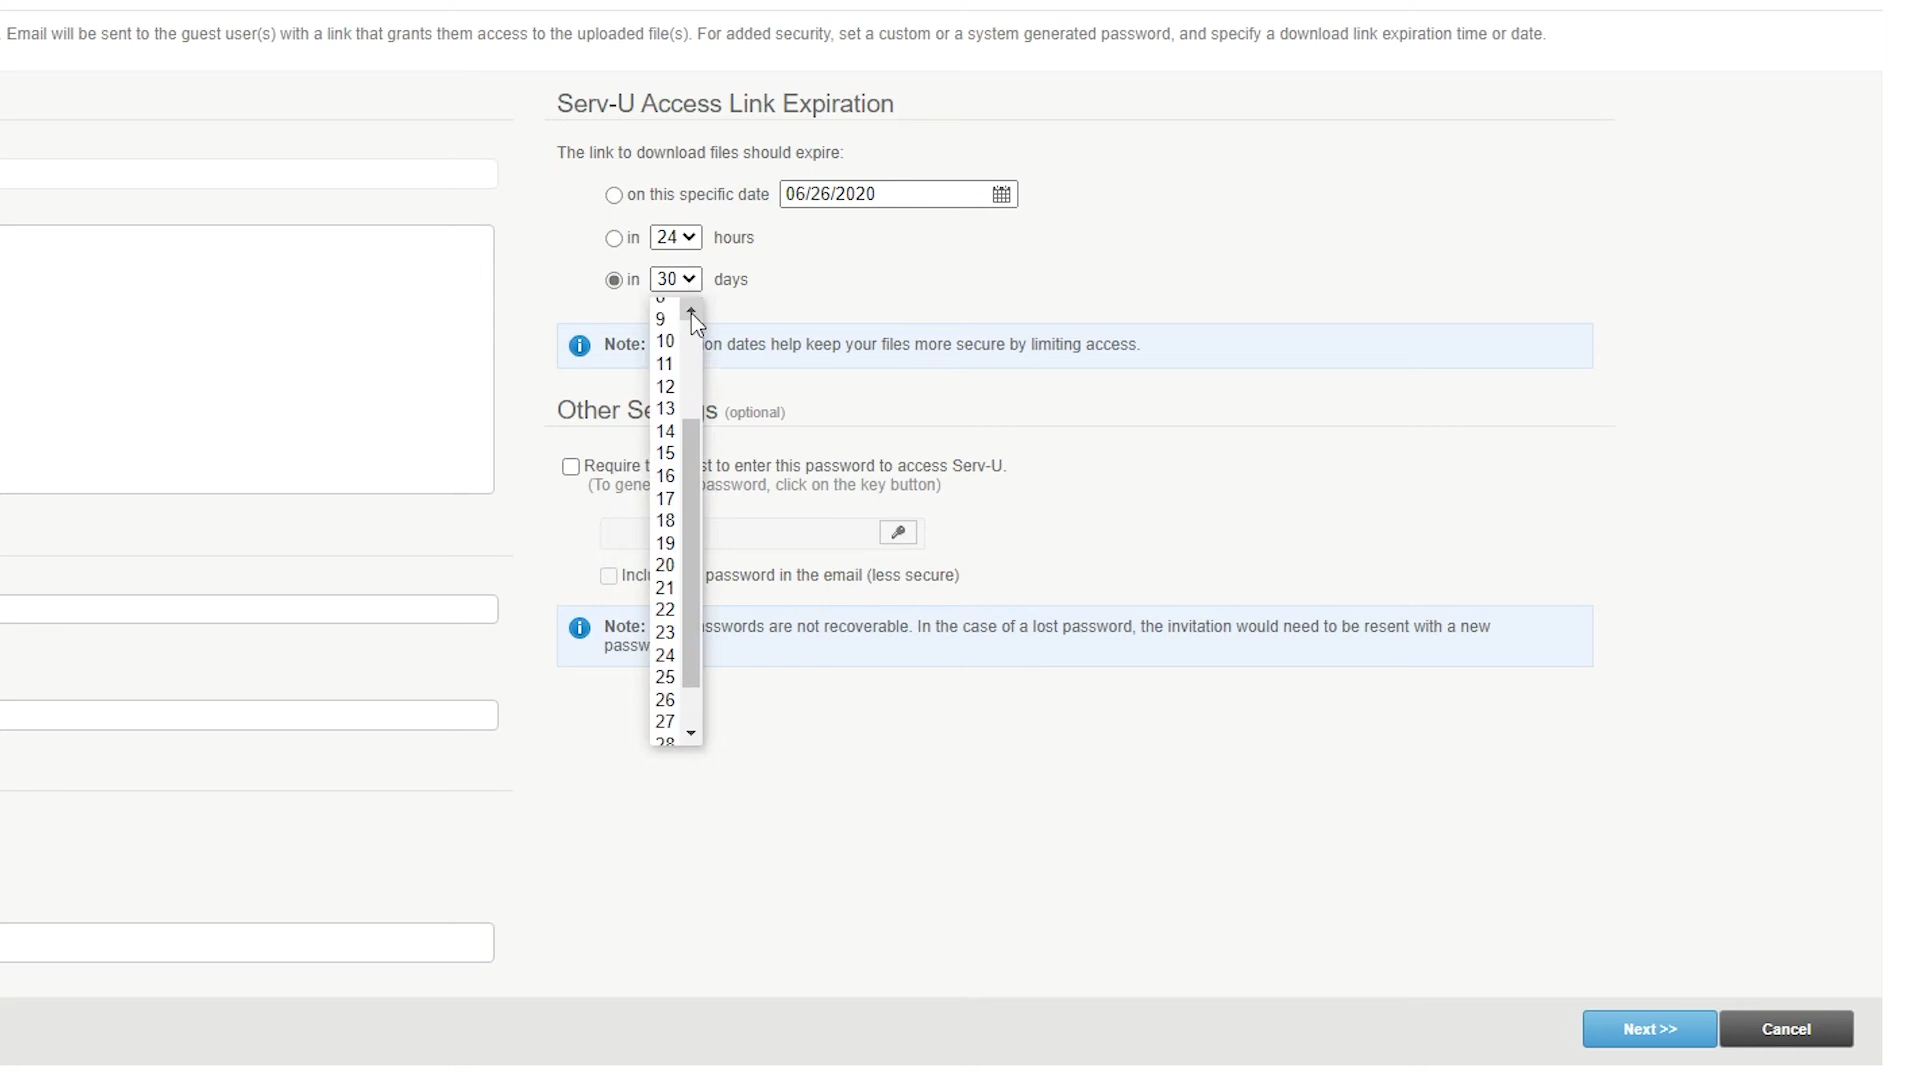 Email will be sent to the guest user(s) with a link that grants them access to the uploaded file(s). For added security, set a custom or a system generated password, and specify a download link expiration time or date.
Serv-U Access Link Expiration
The link to download files should expire:
on this specific date 06/26/2020
in 24 hours
in 30 days
9
Note: on dates help keep your files more secure by limiting access.
10
11
12
13
Other Se s (optional)
14
15
Require t st to enter this password to access Serv-U.
16
(To gene assword, click on the key button)
17
18
19
20
Incl password in the email (less secure)
21
22
Note: sswords are not recoverable. In the case of a lost password, the invitation would need to be resent with a new
23
passw
24
25
26
27
28
Next >> Cancel